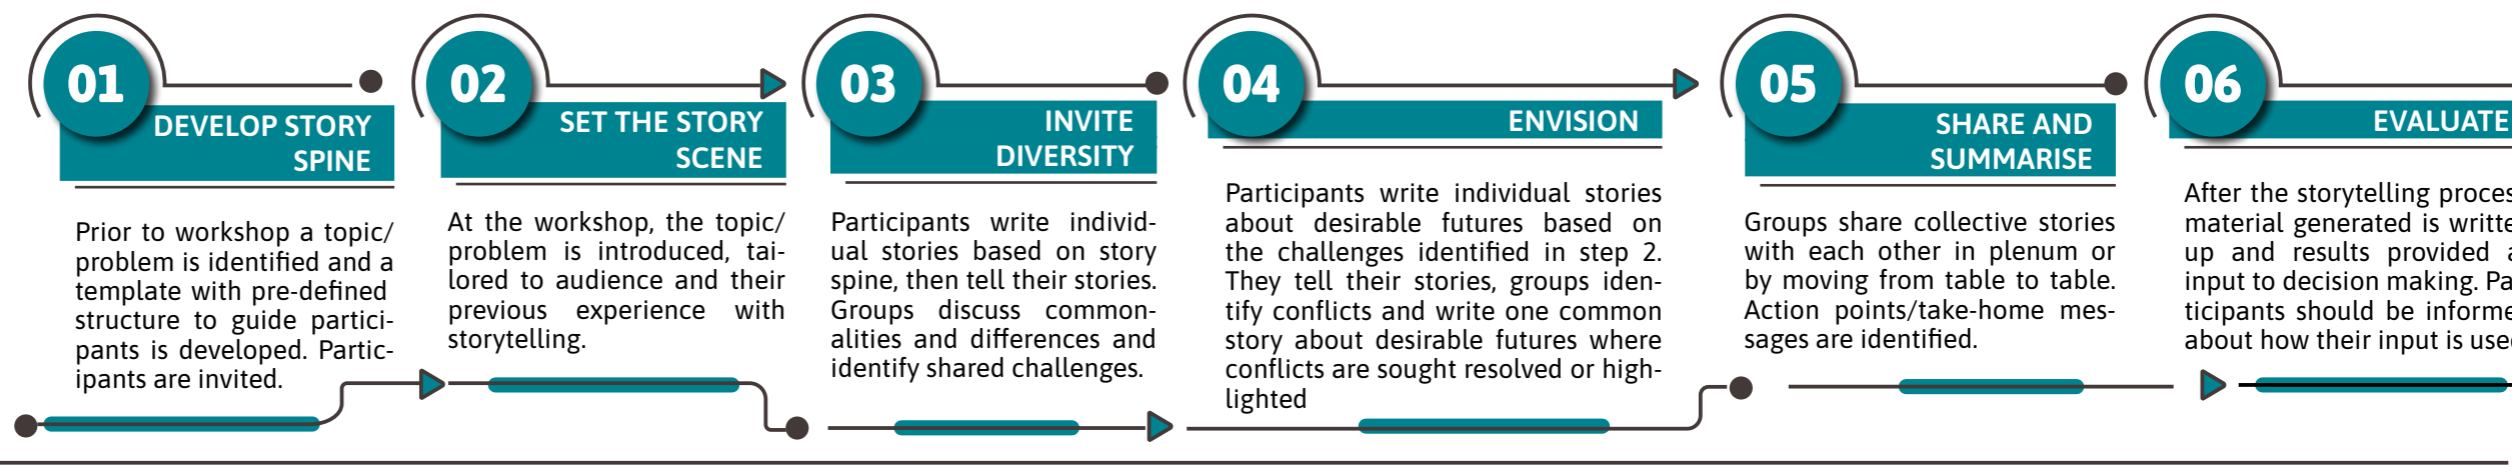 01
DEVELOP STORY
SPINE
Prior to workshop a topic/
problem is identified and a
template with pre-defined
structure to guide partici-
pants is developed. Partic-
ipants are invited.
02
SET THE STORY
SCENE
At the workshop, the topic/
problem is introduced, tai-
lored to audience and their
previous experience with
storytelling.
03
INVITE
DIVERSITY
Participants write individ-
ual stories based on story
spine, then tell their stories.
Groups discuss common-
alities and differences and
identify shared challenges.
04
ENVISION
Participants write individual stories
about desirable futures based on
the challenges identified in step 2.
They tell their stories, groups iden-
tify conflicts and write one common
story about desirable futures where
conflicts are sought resolved or high-
lighted
05
SHARE AND
SUMMARISE
Groups share collective stories
with each other in plenum or
by moving from table to table.
Action points/take-home mes-
sages are identified.
06
EVALUATE
After the storytelling
material generated is
up and results provided
input to decision making.
ticipants should be
about how their input is